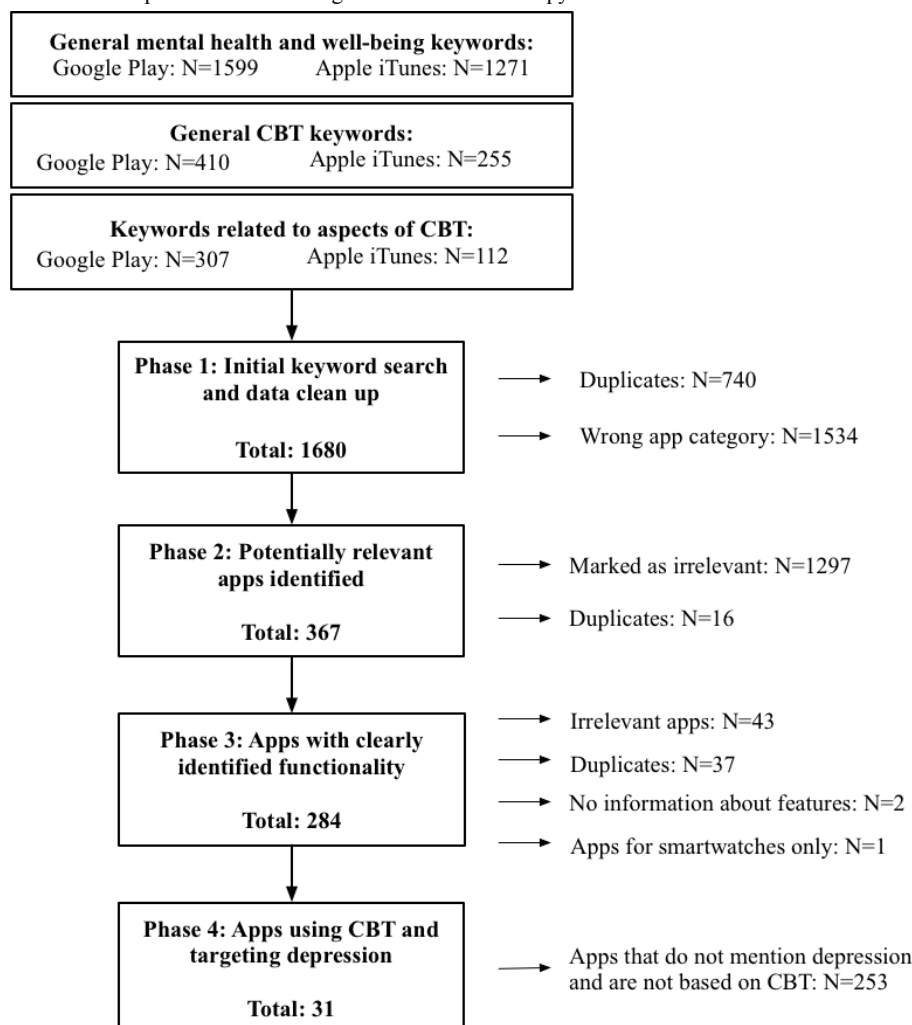 General mental health and well-being keywords:
Google Play: N=1599 Apple iTunes: N=1271
General CBT keywords:
Google Play: N=410 Apple iTunes: N=255
Keywords related to aspects of CBT:
Google Play: N=307 Apple iTunes: N=112
Phase 1: Initial keyword search
and data clean up
Total: 1680
Duplicates: N=740
Wrong app category: N=1534
Phase 2: Potentially relevant
apps identified
Total: 367
Marked as irrelevant: N=1297
Duplicates: N=16
Phase 3: Apps with clearly
identified functionality
Total: 284
Irrelevant apps: N=43
Duplicates: N=37
No information about features: N=2
Apps for smartwatches only: N=1
Phase 4: Apps using CBT and
targeting depression
Total: 31
Apps that do not mention depression
and are not based on CBT: N=253